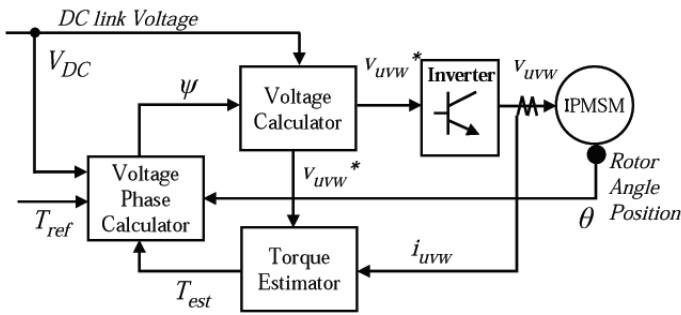 DC link Voltage
V_DC
ψ
Voltage
Calculator
v_uvw*
Inverter
v_uvw
IPMSM
Voltage
Phase
Calculator
v_uvw*
Rotor
Angle
Position
θ
T_ref
Torque
Estimator
i_uvw
T_est